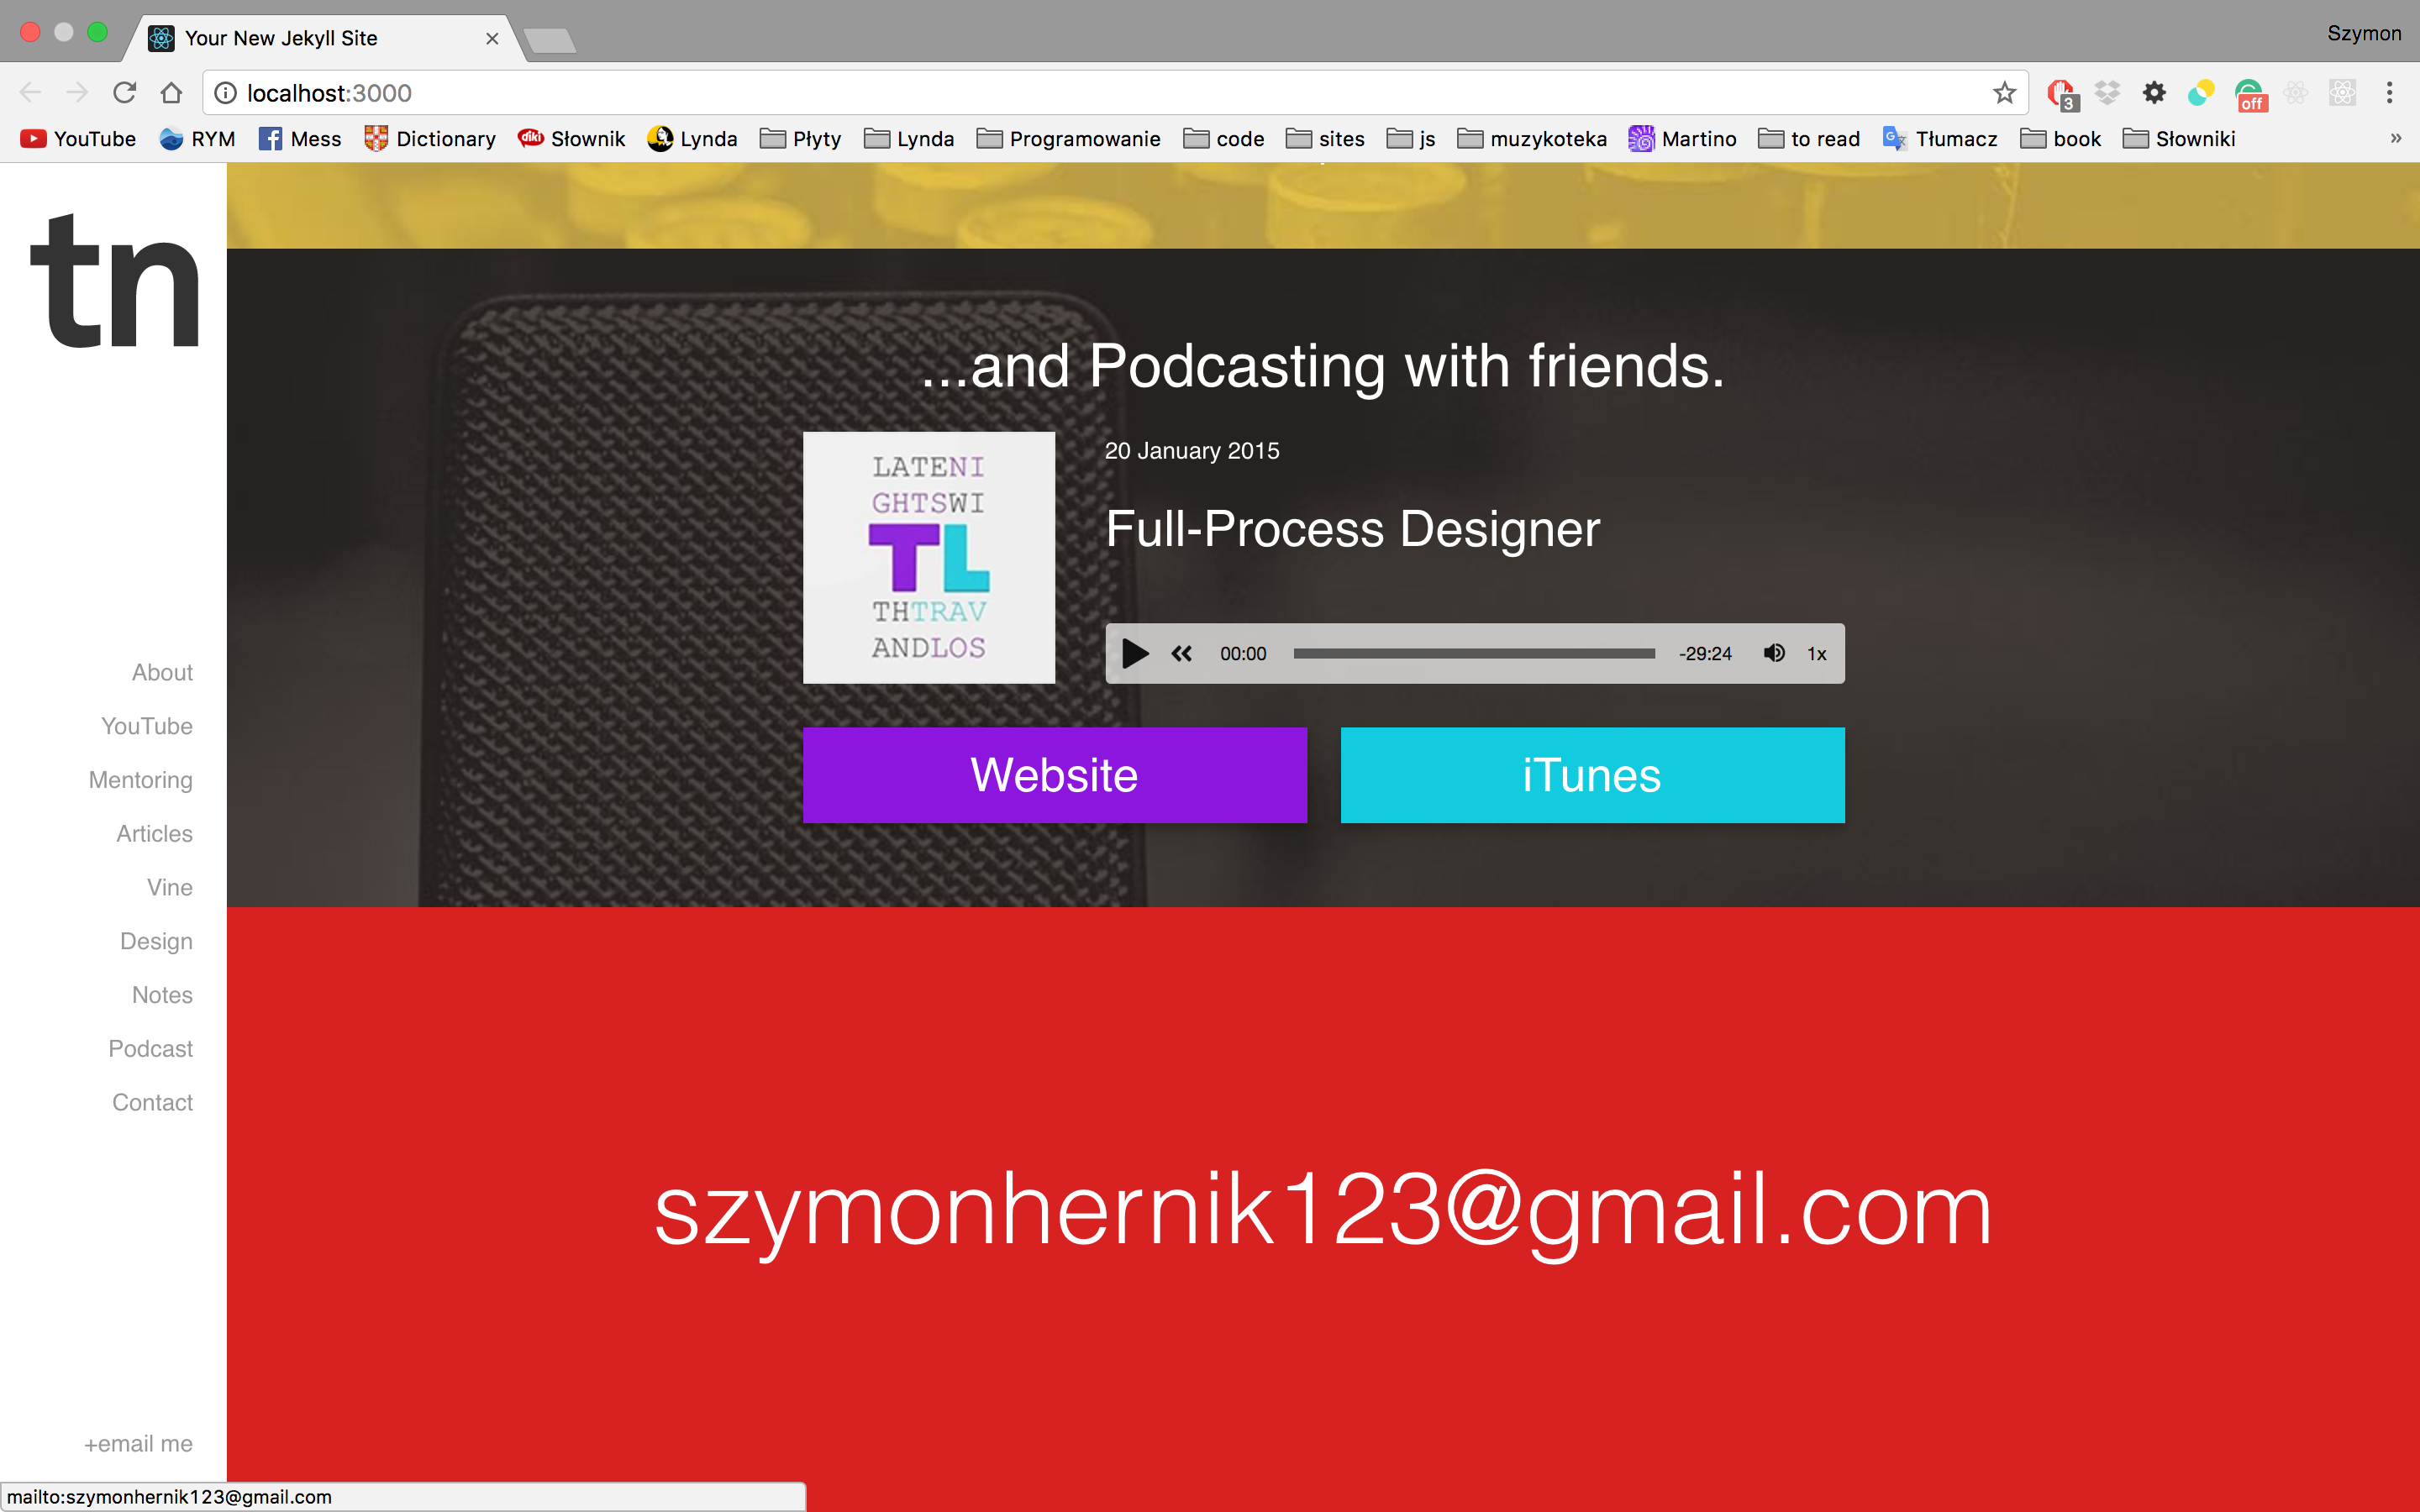 Your New Jekyll Site
Szymon
localhost:3000
3
off
YouTube RYM Mess Dictionary diki Słownik Lynda Płyty Lynda Programowanie code sites js muzykoteka Martino to read Tłumacz book Słowniki »
tn
About
YouTube
Mentoring
Articles
Vine
Design
Notes
Podcast
Contact
+email me
...and Podcasting with friends.
LATENI
GHTSWI
TL
THTRAV
ANDLOS
20 January 2015
Full-Process Designer
00:00 -29:24 1x
Website iTunes
szymonhernik123@gmail.com
mailto:szymonhernik123@gmail.com